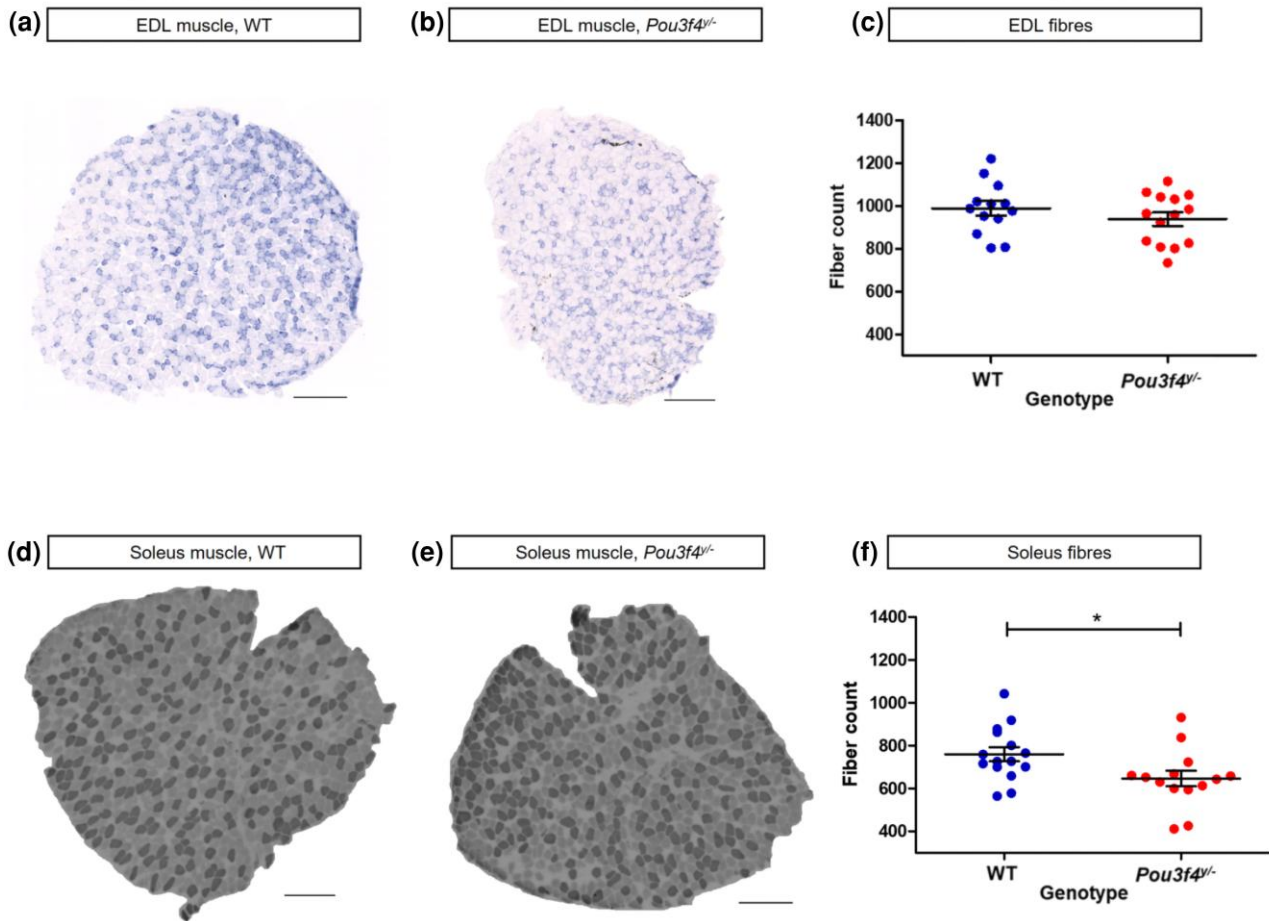 (a) EDL muscle, WT
(b) EDL muscle, Pou3f4y/-
(c) EDL fibres
1400
1200
1000
800
600
400
Fiber count
WT
Pou3f4y/-
Genotype
(d) Soleus muscle, WT
(e) Soleus muscle, Pou3f4y/-
(f) Soleus fibres
1400
1200
1000
800
600
400
Fiber count
*
WT
Pou3f4y/-
Genotype